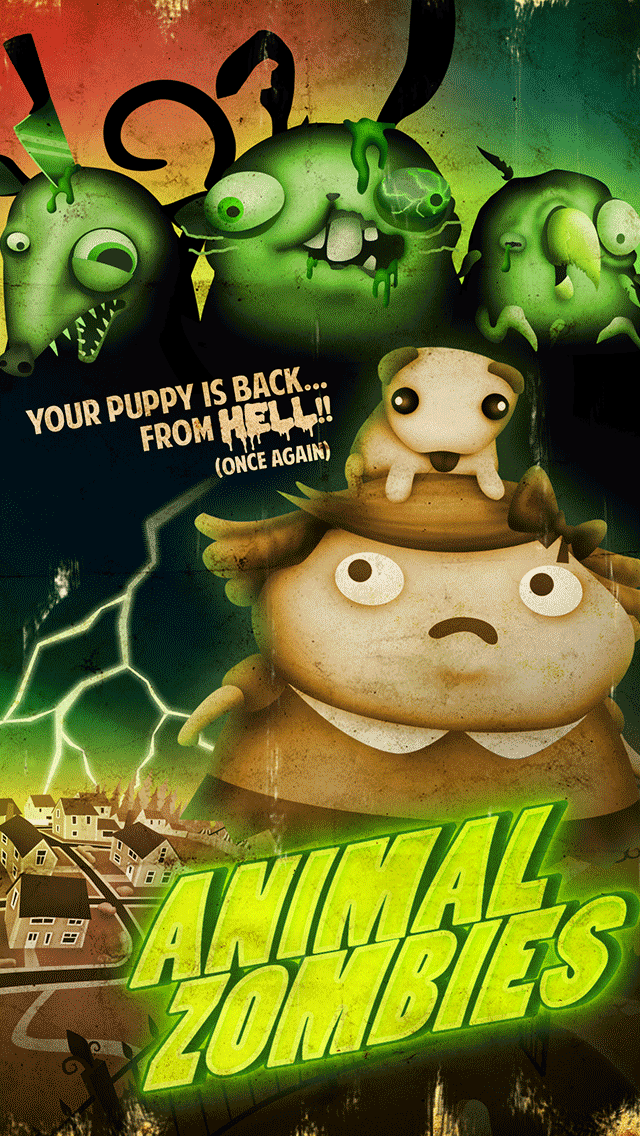 YOUR PUPPY IS BACK...
FROM HELL!!
(ONCE AGAIN)
ANIMAL
ZOMBIES